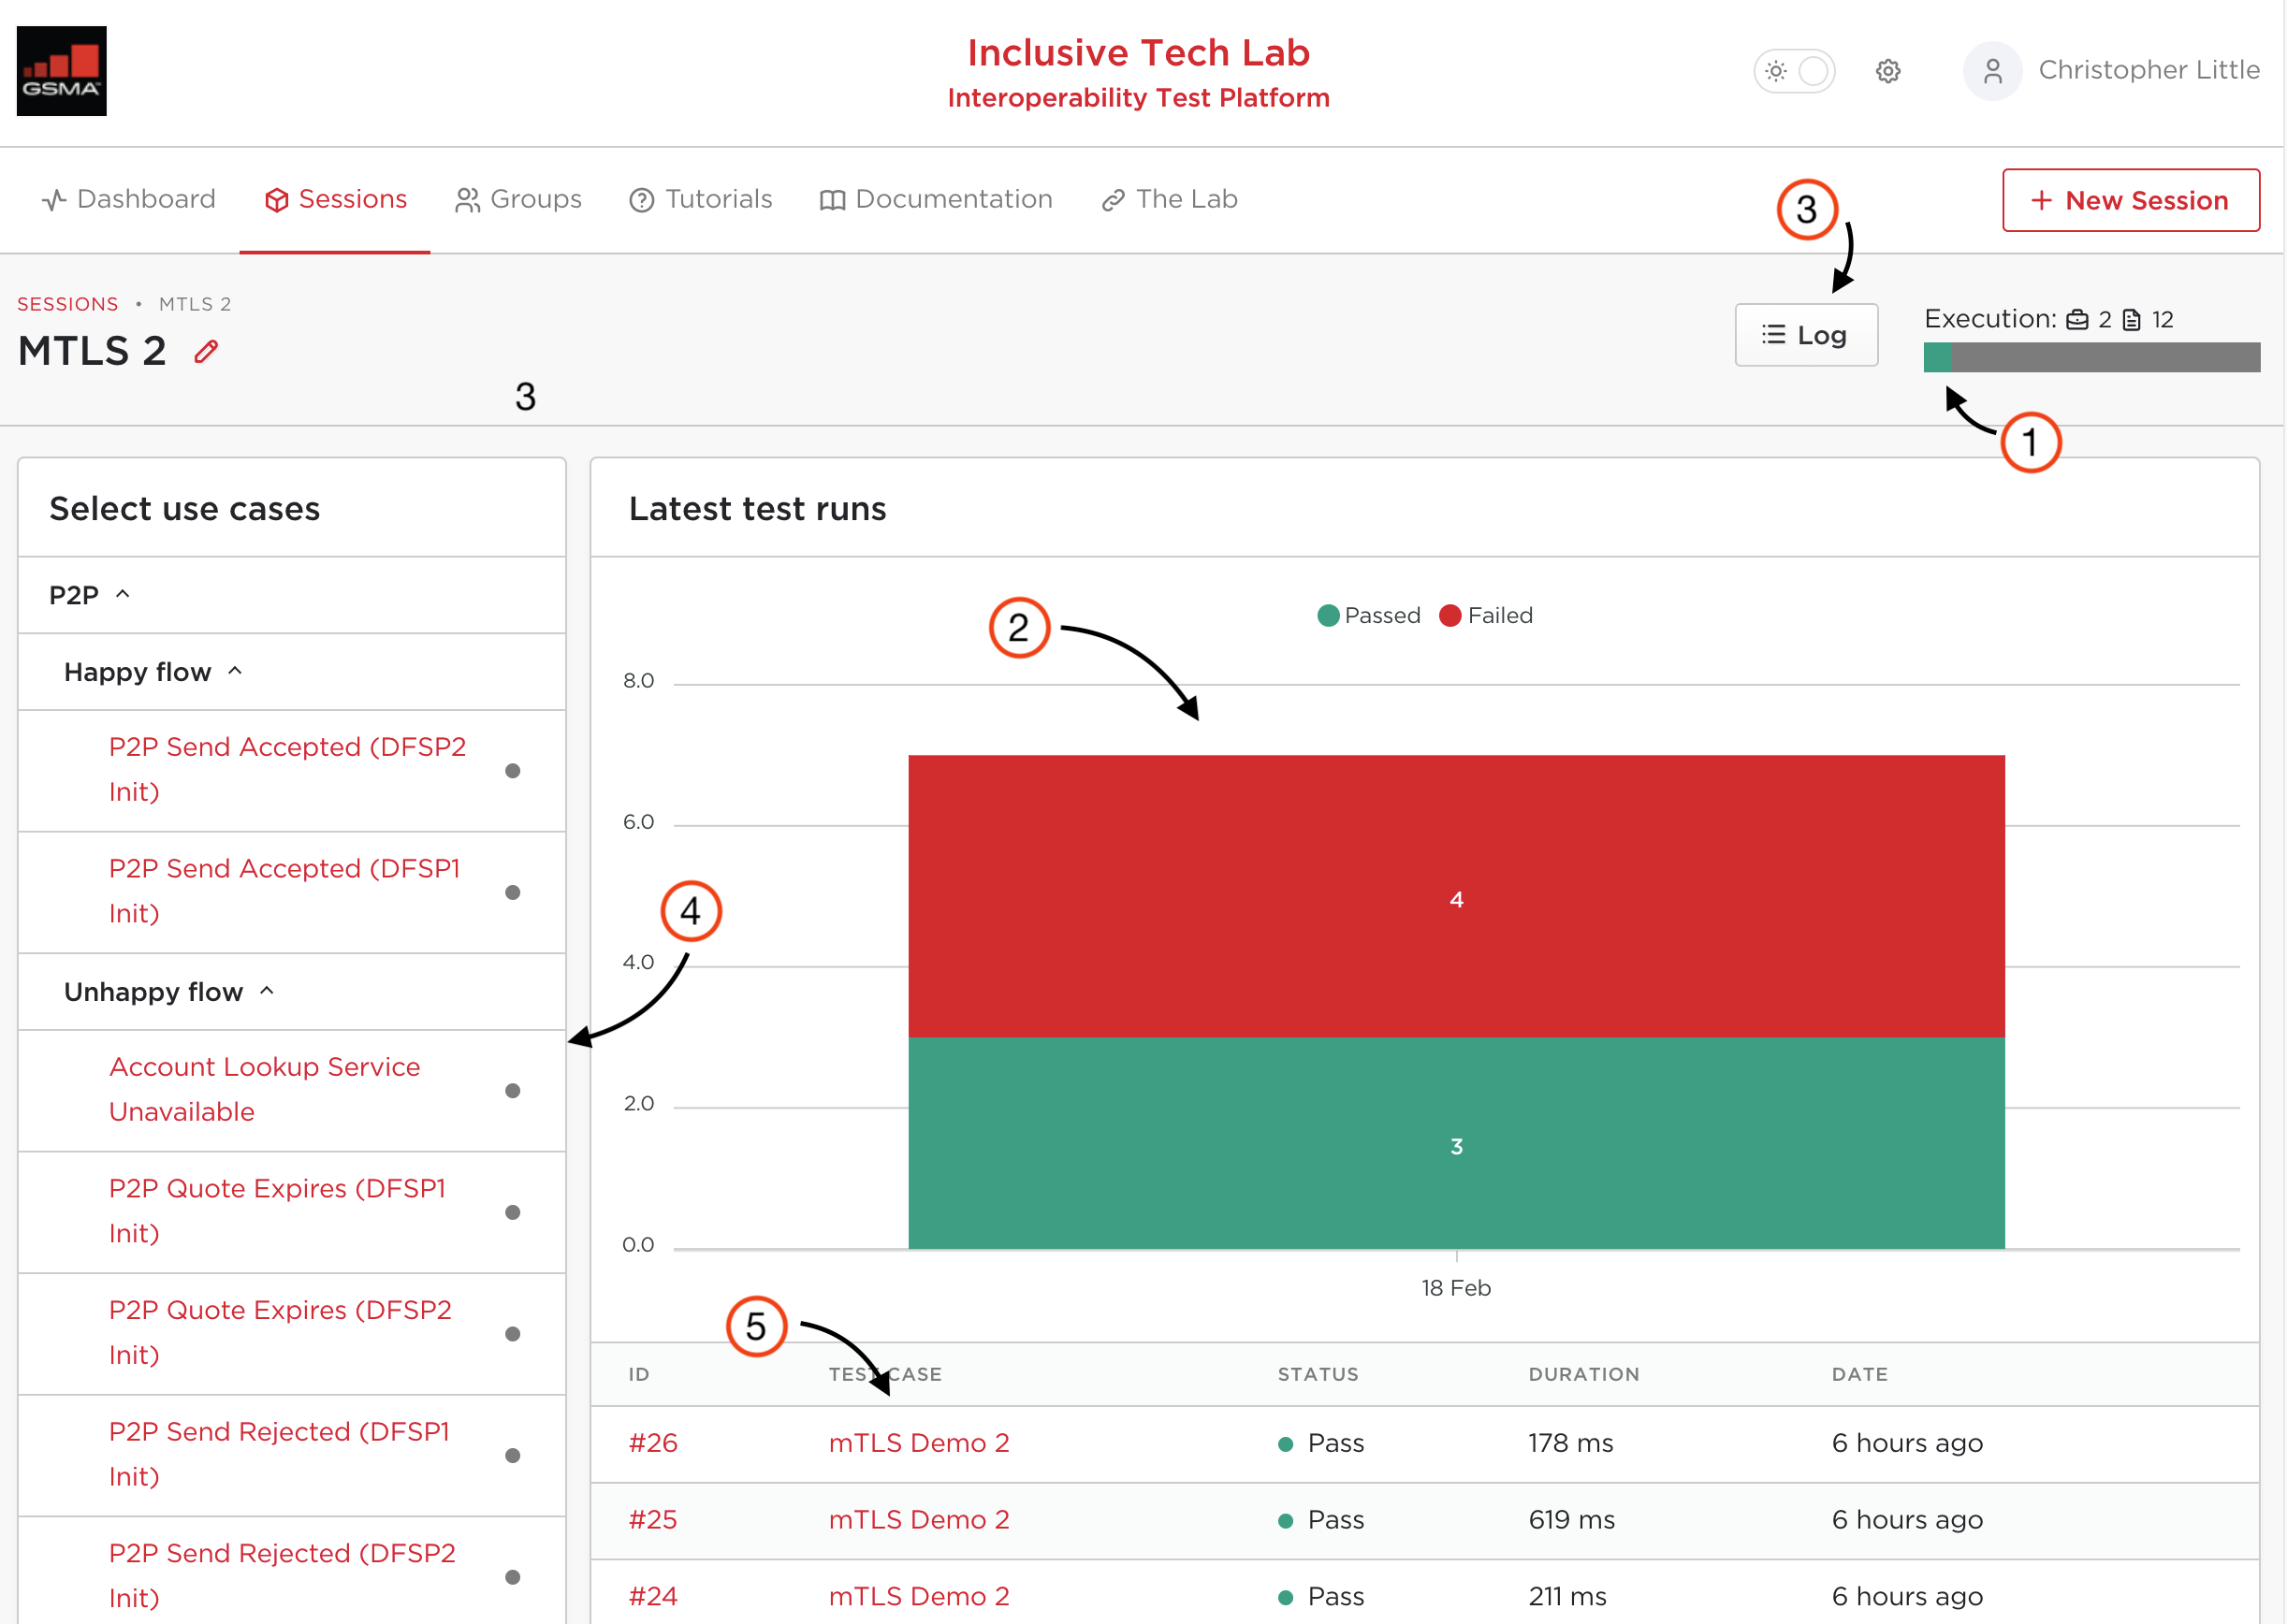 GSMA
Inclusive Tech Lab
Interoperability Test Platform
Christopher Little
Dashboard
Sessions
Groups
Tutorials
Documentation
The Lab
3
+ New Session
SESSIONS • MTLS 2
MTLS 2
3
Log
Execution: 2 12
1
Select use cases
P2P
Happy flow
P2P Send Accepted (DFSP2
Init)
P2P Send Accepted (DFSP1
Init)
Unhappy flow
Account Lookup Service
Unavailable
P2P Quote Expires (DFSP1
Init)
P2P Quote Expires (DFSP2
Init)
P2P Send Rejected (DFSP1
Init)
P2P Send Rejected (DFSP2
Init)
4
Latest test runs
2
Passed Failed
8.0
6.0
4.0
2.0
0.0
4
3
18 Feb
5
ID TEST CASE STATUS DURATION DATE
#26 mTLS Demo 2 Pass 178 ms 6 hours ago
#25 mTLS Demo 2 Pass 619 ms 6 hours ago
#24 mTLS Demo 2 Pass 211 ms 6 hours ago